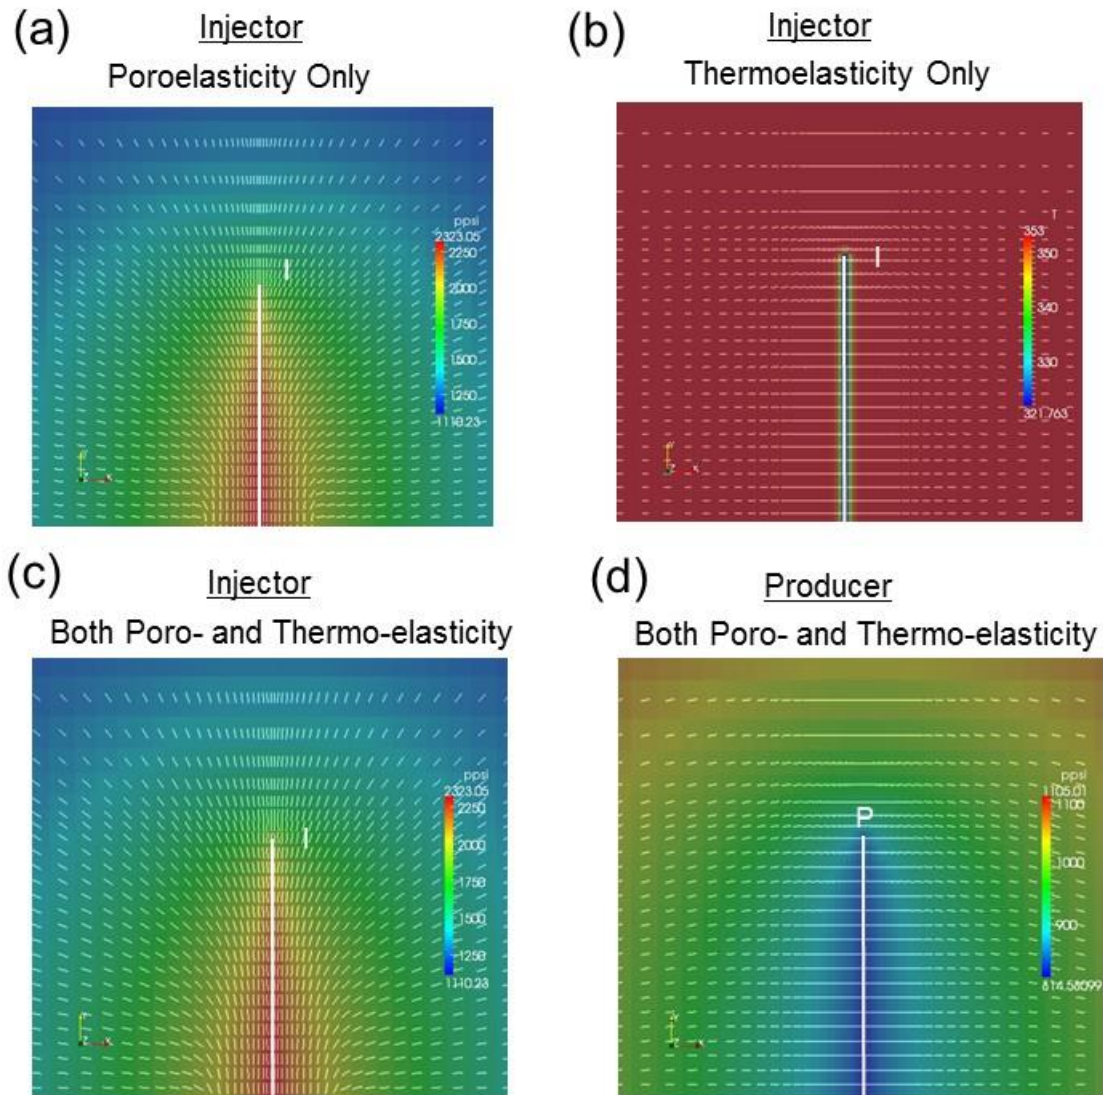 (a)
Injector
Poroelasticity Only
ppsi
2323.05
2250
2000
1750
1500
1250
1110.23
I
(b)
Injector
Thermoelasticity Only
T
353
350
340
330
321.763
I
(c)
Injector
Both Poro- and Thermo-elasticity
ppsi
2323.05
2250
2000
1750
1500
1250
1110.23
I
(d)
Producer
Both Poro- and Thermo-elasticity
ppsi
1105.01
1100
1000
900
814.58099
P